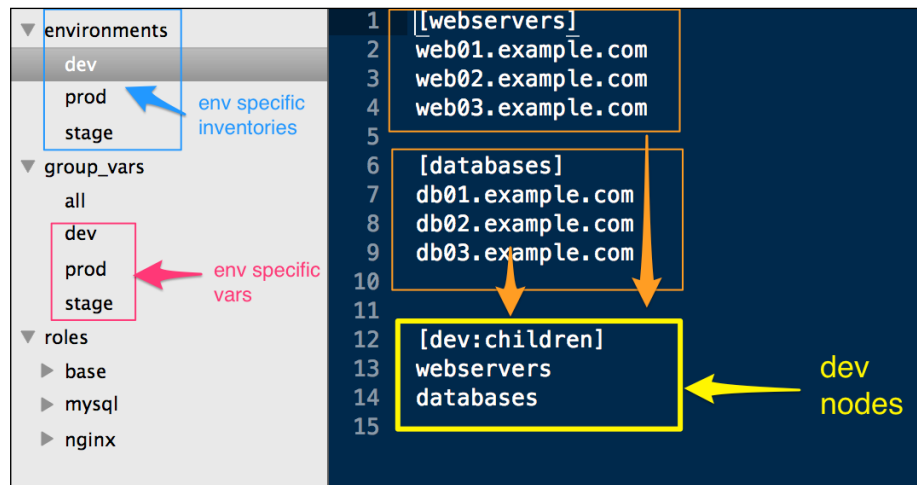 environments
dev
prod
stage
env specific
inventories
group_vars
all
dev
prod
stage
env specific
vars
roles
base
mysql
nginx
1 [webservers]
2 web01.example.com
3 web02.example.com
4 web03.example.com
5
6 [databases]
7 db01.example.com
8 db02.example.com
9 db03.example.com
10
11
12 [dev:children]
13 webservers
14 databases
15
dev
nodes